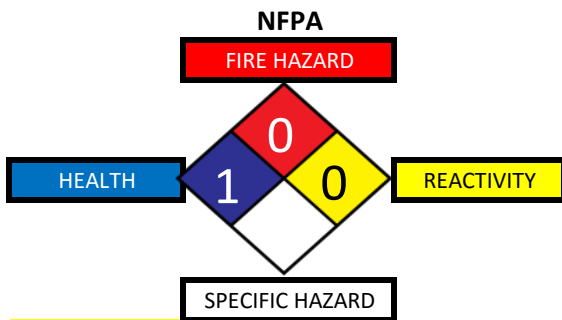 NFPA
FIRE HAZARD
0
HEALTH
1
0
REACTIVITY
SPECIFIC HAZARD